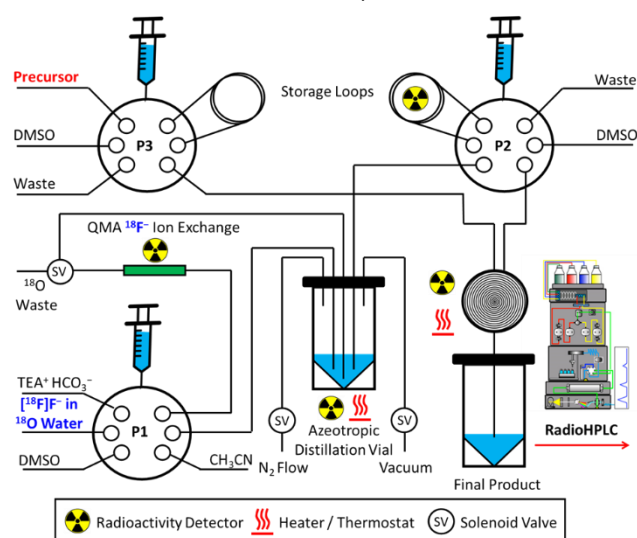 Precursor
DMSO
Waste
P3
Storage Loops
Waste
DMSO
P2
QMA ¹⁸F⁻ Ion Exchange
SV
¹⁸O
Waste
TEA⁺ HCO₃⁻
[¹⁸F]F⁻ in
¹⁸O Water
DMSO
P1
CH₃CN
SV
N₂ Flow
Azeotropic
Distillation Vial
SV
Vacuum
RadioHPLC
Final Product
Radioactivity Detector
Heater / Thermostat
SV
Solenoid Valve